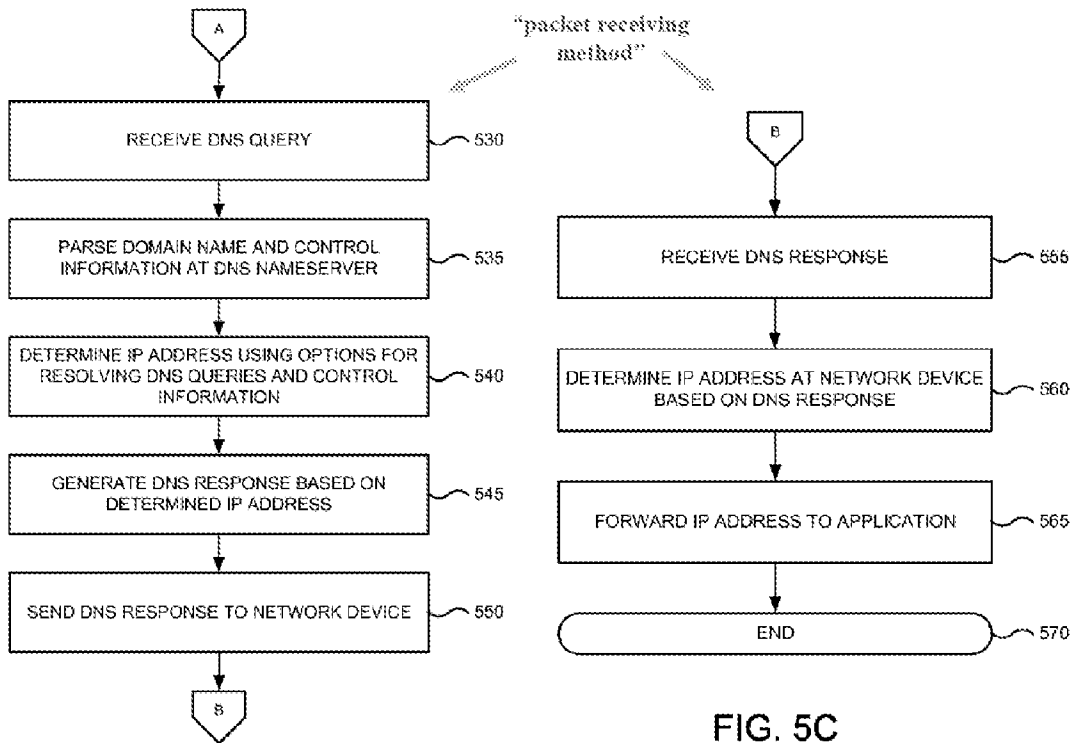 "packet receiving
method"
A
RECEIVE DNS QUERY
530
PARSE DOMAIN NAME AND CONTROL
INFORMATION AT DNS NAMESERVER
535
DETERMINE IP ADDRESS USING OPTIONS FOR
RESOLVING DNS QUERIES AND CONTROL
INFORMATION
540
GENERATE DNS RESPONSE BASED ON
DETERMINED IP ADDRESS
545
SEND DNS RESPONSE TO NETWORK DEVICE
550
B
B
RECEIVE DNS RESPONSE
555
DETERMINE IP ADDRESS AT NETWORK DEVICE
BASED ON DNS RESPONSE
560
FORWARD IP ADDRESS TO APPLICATION
565
END
570
FIG. 5C